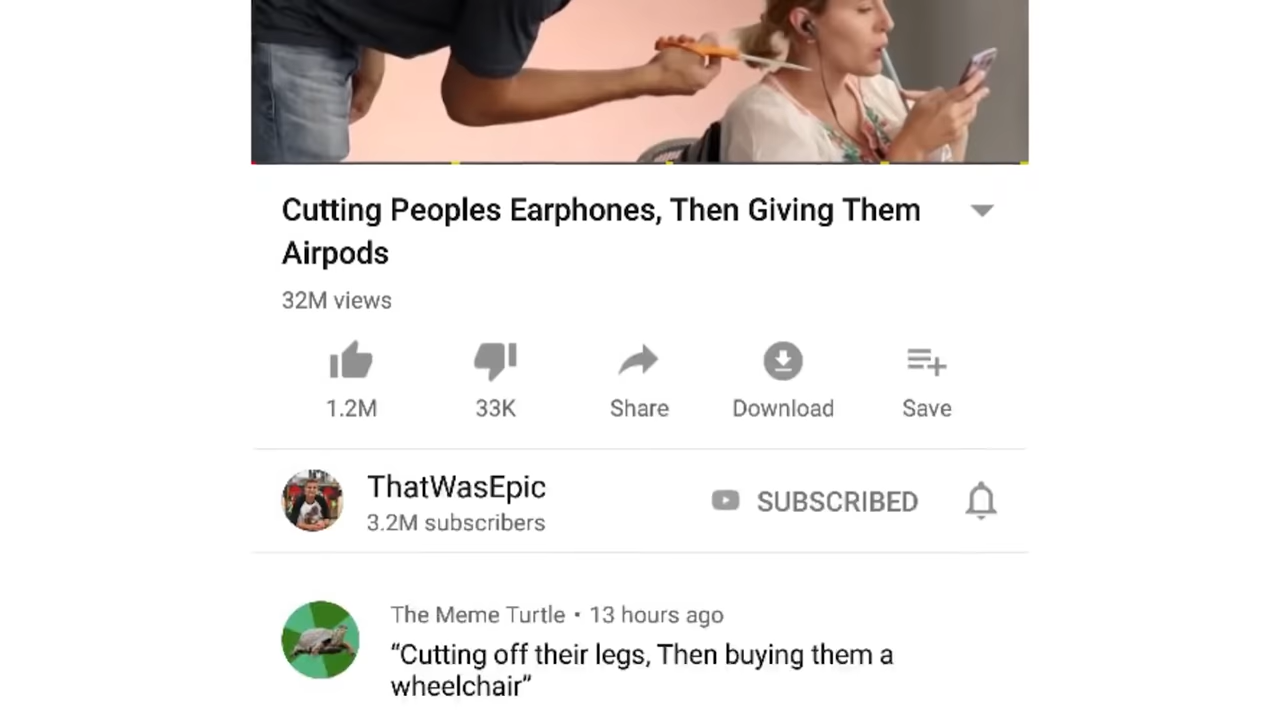 Cutting Peoples Earphones, Then Giving Them
Airpods
32M views
1.2M
33K
Share
Download
Save
ThatWasEpic
3.2M subscribers
SUBSCRIBED
The Meme Turtle • 13 hours ago
“Cutting off their legs, Then buying them a
wheelchair”